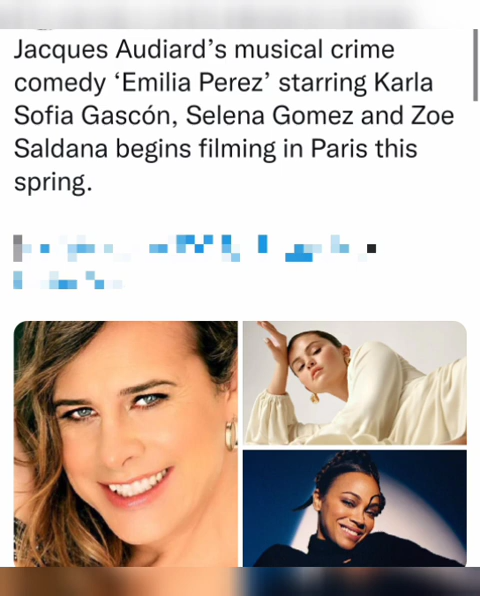 Jacques Audiard’s musical crime
comedy ‘Emilia Perez’ starring Karla
Sofia Gascón, Selena Gomez and Zoe
Saldana begins filming in Paris this
spring.